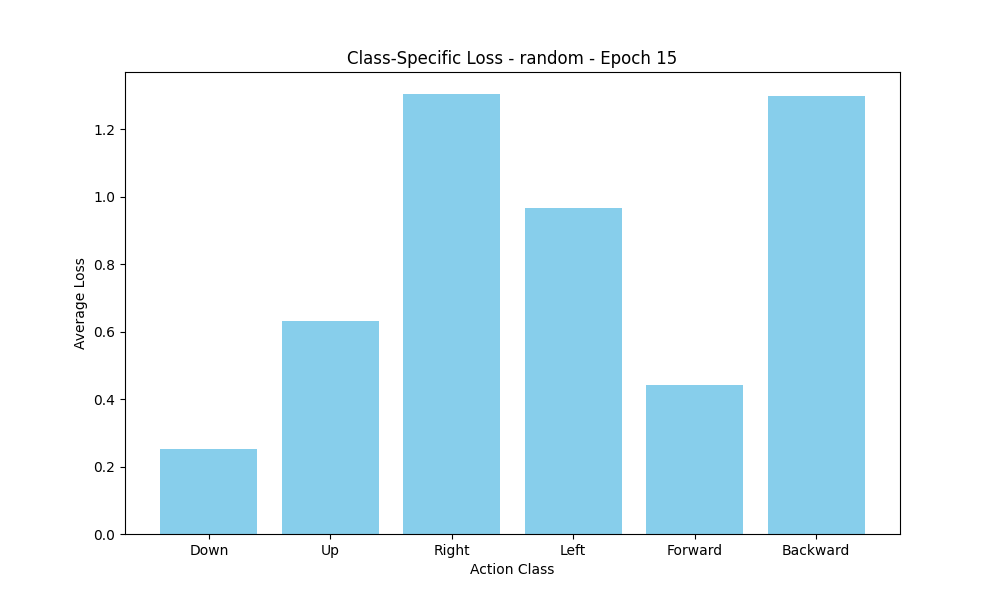 Class-Specific Loss - random - Epoch 15
Average Loss
1.2
1.0
0.8
0.6
0.4
0.2
0.0
Down Up Right Left Forward Backward
Action Class